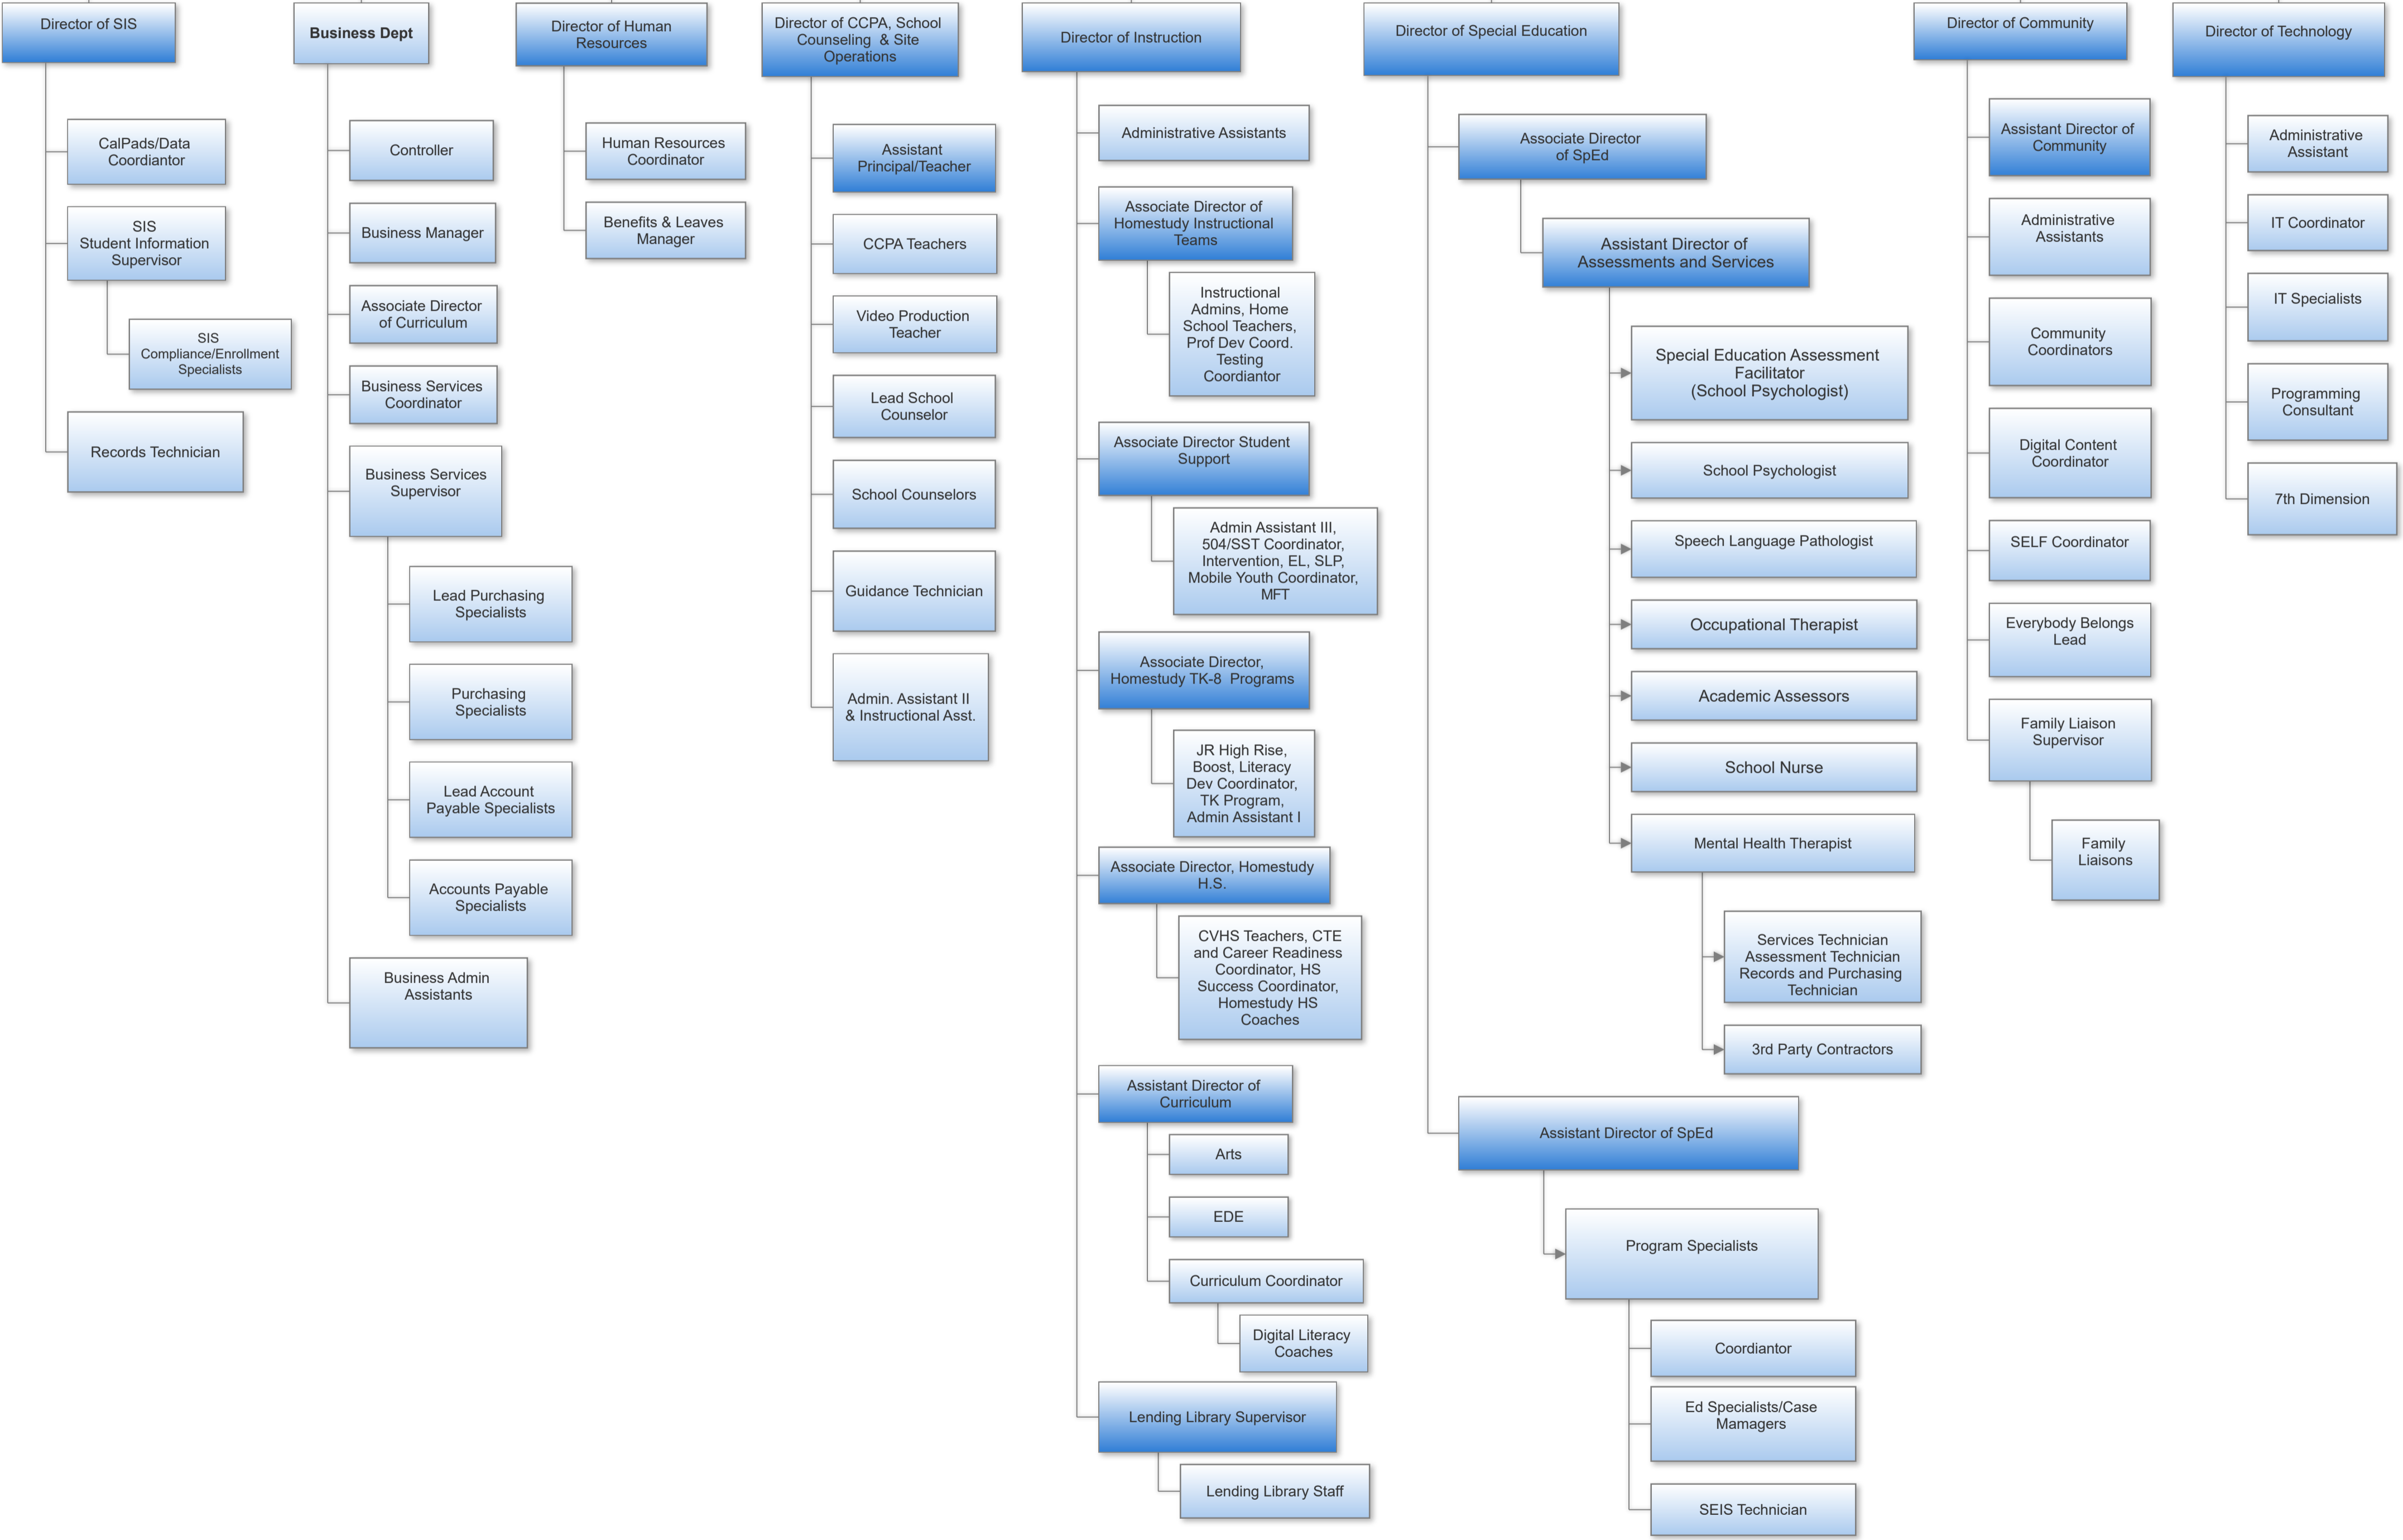 Director of SIS
CalPads/Data
Coordiantor
SIS
Student Information
Supervisor
SIS
Compliance/Enrollment
Specialists
Records Technician
Business Dept
Controller
Business Manager
Associate Director
of Curriculum
Business Services
Coordinator
Business Services
Supervisor
Lead Purchasing
Specialists
Purchasing
Specialists
Lead Account
Payable Specialists
Accounts Payable
Specialists
Business Admin
Assistants
Director of Human
Resources
Human Resources
Coordinator
Benefits & Leaves
Manager
Director of CCPA, School
Counseling & Site
Operations
Assistant
Principal/Teacher
CCPA Teachers
Video Production
Teacher
Lead School
Counselor
School Counselors
Guidance Technician
Admin. Assistant II
& Instructional Asst.
Director of Instruction
Administrative Assistants
Associate Director of
Homestudy Instructional
Teams
Instructional
Admins, Home
School Teachers,
Prof Dev Coord.
Testing
Coordiantor
Associate Director Student
Support
Admin Assistant III,
504/SST Coordinator,
Intervention, EL, SLP,
Mobile Youth Coordinator,
MFT
Associate Director,
Homestudy TK-8 Programs
JR High Rise,
Boost, Literacy
Dev Coordinator,
TK Program,
Admin Assistant I
Associate Director, Homestudy
H.S.
CVHS Teachers, CTE
and Career Readiness
Coordinator, HS
Success Coordinator,
Homestudy HS
Coaches
Assistant Director of
Curriculum
Arts
EDE
Curriculum Coordinator
Digital Literacy
Coaches
Lending Library Supervisor
Lending Library Staff
Director of Special Education
Associate Director
of SpEd
Assistant Director of
Assessments and Services
Special Education Assessment
Facilitator
(School Psychologist)
School Psychologist
Speech Language Pathologist
Occupational Therapist
Academic Assessors
School Nurse
Mental Health Therapist
Services Technician
Assessment Technician
Records and Purchasing
Technician
3rd Party Contractors
Assistant Director of SpEd
Program Specialists
Coordiantor
Ed Specialists/Case
Mamagers
SEIS Technician
Director of Community
Assistant Director of
Community
Administrative
Assistants
Community
Coordinators
Digital Content
Coordinator
SELF Coordinator
Everybody Belongs
Lead
Family Liaison
Supervisor
Family
Liaisons
Director of Technology
Administrative
Assistant
IT Coordinator
IT Specialists
Programming
Consultant
7th Dimension